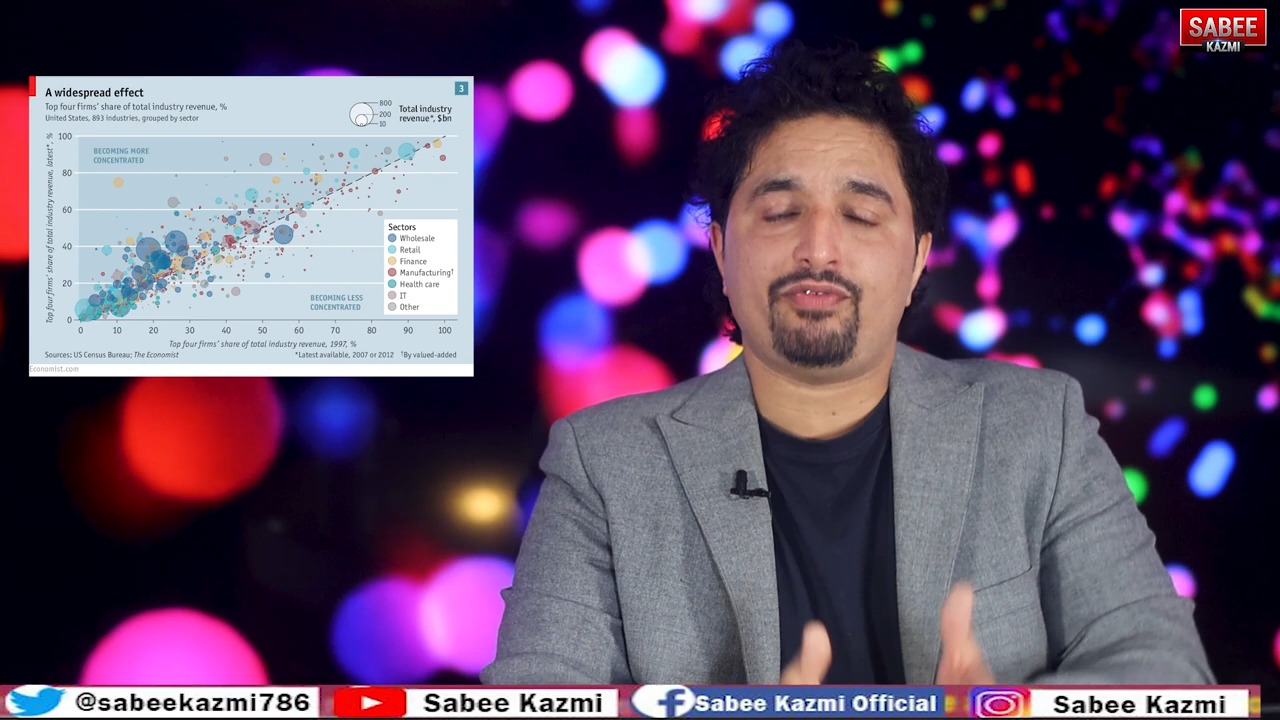 SABEE
KAZMI
A widespread effect
3
Top four firms' share of total industry revenue, %
United States, 893 industries, grouped by sector
800
200
10
Total industry
revenue*, $bn
Top four firms' share of total industry revenue, latest*, %
100
80
60
40
20
0
BECOMING MORE
CONCENTRATED
Sectors
Wholesale
Retail
Finance
Manufacturing†
Health care
IT
Other
BECOMING LESS
CONCENTRATED
0 10 20 30 40 50 60 70 80 90 100
Top four firms' share of total industry revenue, 1997, %
Sources: US Census Bureau; The Economist
*Latest available, 2007 or 2012 †By valued-added
Economist.com
@sabeekazmi786
Sabee Kazmi
Sabee Kazmi Official
Sabee Kazmi